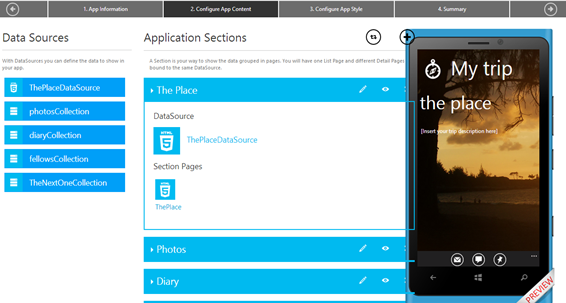 1. App Information
2. Configure App Content
3. Configure App Style
4. Summary
Data Sources
With DataSources you can define the data to show in
your app.
ThePlaceDataSource
photosCollection
diaryCollection
fellowsCollection
TheNextOneCollection
Application Sections
A Section is your way to show the data grouped in pages. You will have one List Page and different Detail Pages
bound to the same DataSource.
The Place
DataSource
HTML
5
ThePlaceDataSource
Section Pages
HTML
5
ThePlace
Photos
Diary
My trip
the place
[Insert your trip description here]
PREVIEW